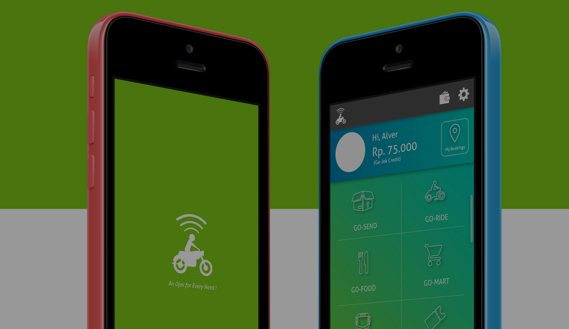 An Ojek for Every Need!
Hi, Alver
Rp. 75.000
(Go Jek Credit)
My Bookings
GO-SEND
GO-RIDE
GO-FOOD
GO-MART